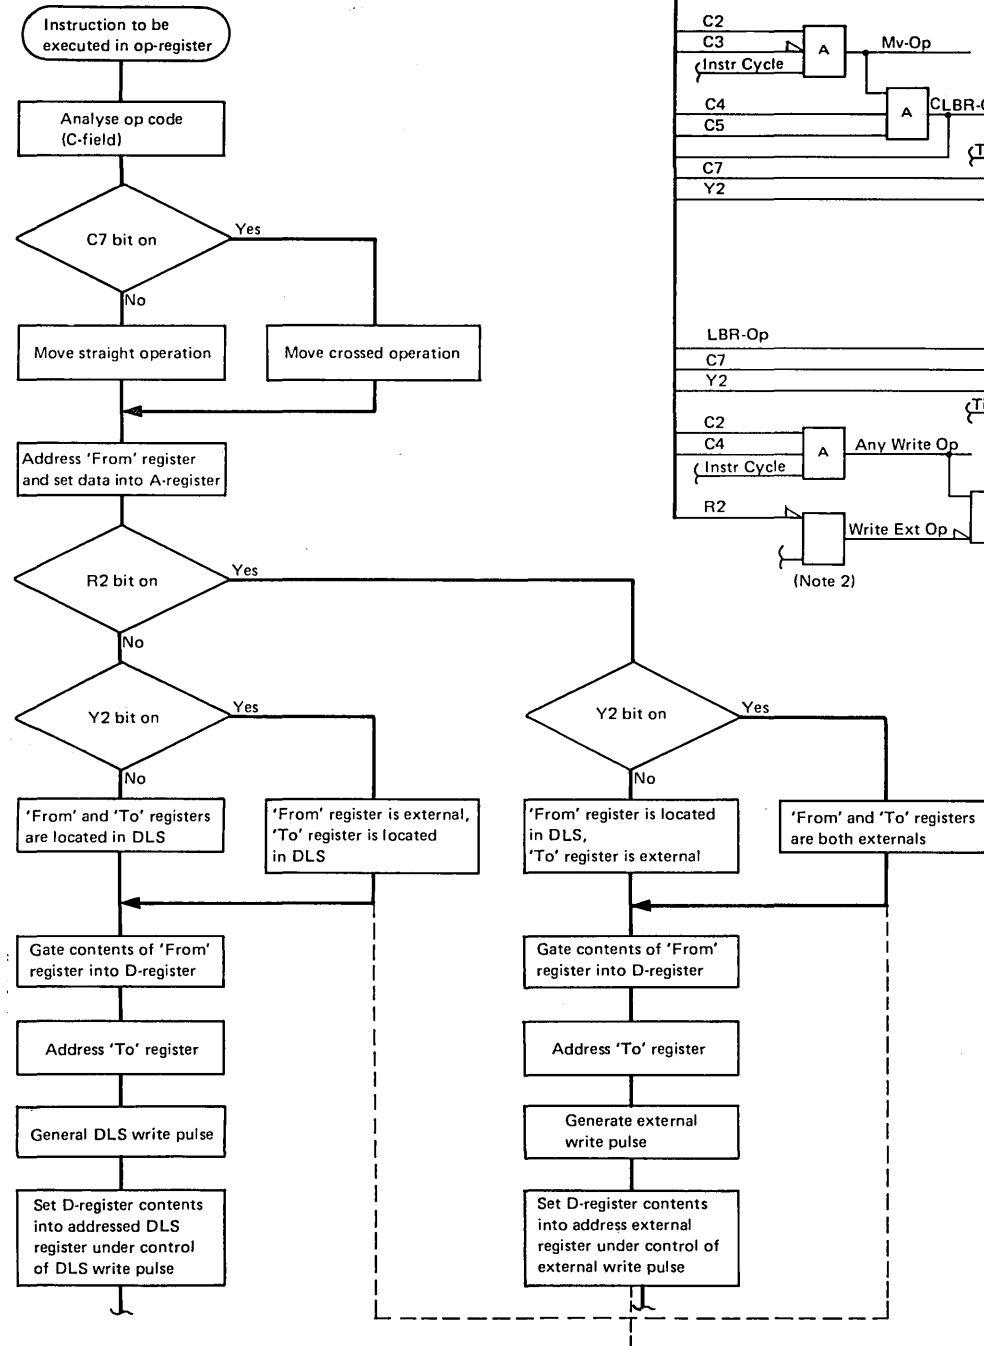 Instruction to be
executed in op-register
Analyse op code
(C-field)
C7 bit on
Yes
No
Move straight operation
Move crossed operation
Address 'From' register
and set data into A-register
R2 bit on
Yes
No
Y2 bit on
Yes
No
Y2 bit on
Yes
No
'From' and 'To' registers
are located in DLS
'From' register is external,
'To' register is located
in DLS
'From' register is located
in DLS,
'To' register is external
'From' and 'To' registers
are both externals
Gate contents of 'From'
register into D-register
Gate contents of 'From'
register into D-register
Address 'To' register
Address 'To' register
General DLS write pulse
Generate external
write pulse
Set D-register contents
into addressed DLS
register under control
of DLS write pulse
Set D-register contents
into address external
register under control of
external write pulse
C2
C3
Instr Cycle
A
Mv-Op
C4
C5
A
CLBR-
C7
Y2
LBR-Op
C7
Y2
C2
C4
Instr Cycle
A
Any Write Op
R2
Write Ext Op
(Note 2)